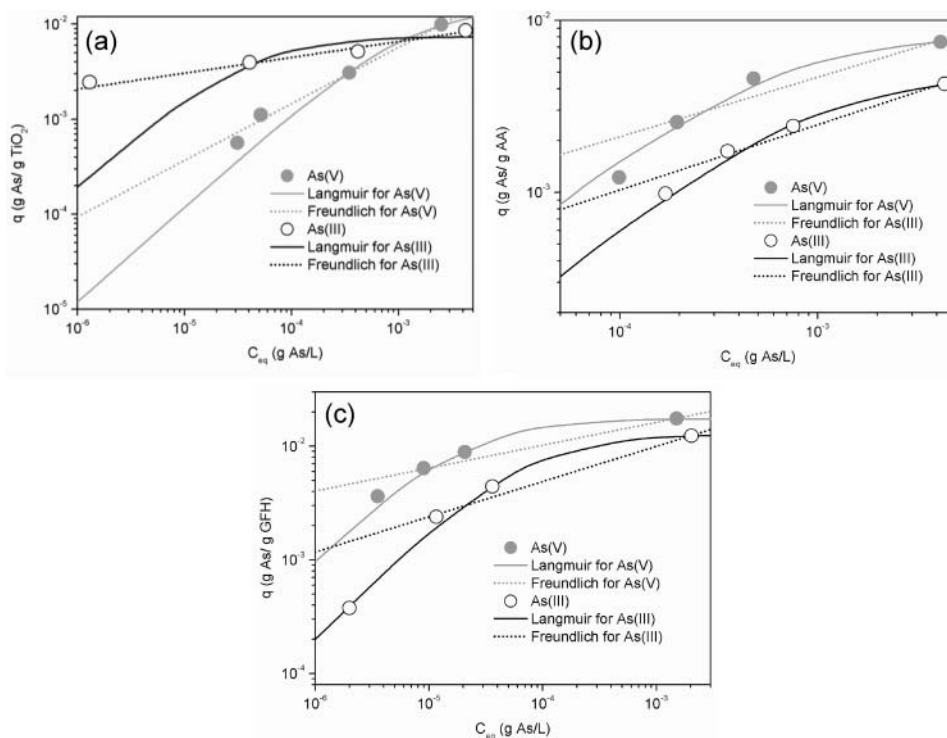 (a)
q (g As/ g TiO₂)
10⁻²
10⁻³
10⁻⁴
10⁻⁵
As(V)
Langmuir for As(V)
Freundlich for As(V)
As(III)
Langmuir for As(III)
Freundlich for As(III)
10⁻⁶ 10⁻⁵ 10⁻⁴ 10⁻³
C_eq (g As/L)
(b)
q (g As/ g AA)
10⁻²
10⁻³
As(V)
Langmuir for As(V)
Freundlich for As(III)
As(III)
Langmuir for As(III)
Freundlich for As(III)
10⁻⁴ 10⁻³
C_eq (g As/L)
(c)
q (g As/ g GFH)
10⁻²
10⁻³
10⁻⁴
As(V)
Langmuir for As(V)
Freundlich for As(V)
As(III)
Langmuir for As(III)
Freundlich for As(III)
10⁻⁶ 10⁻⁵ 10⁻⁴ 10⁻³
C_eq (g As/L)